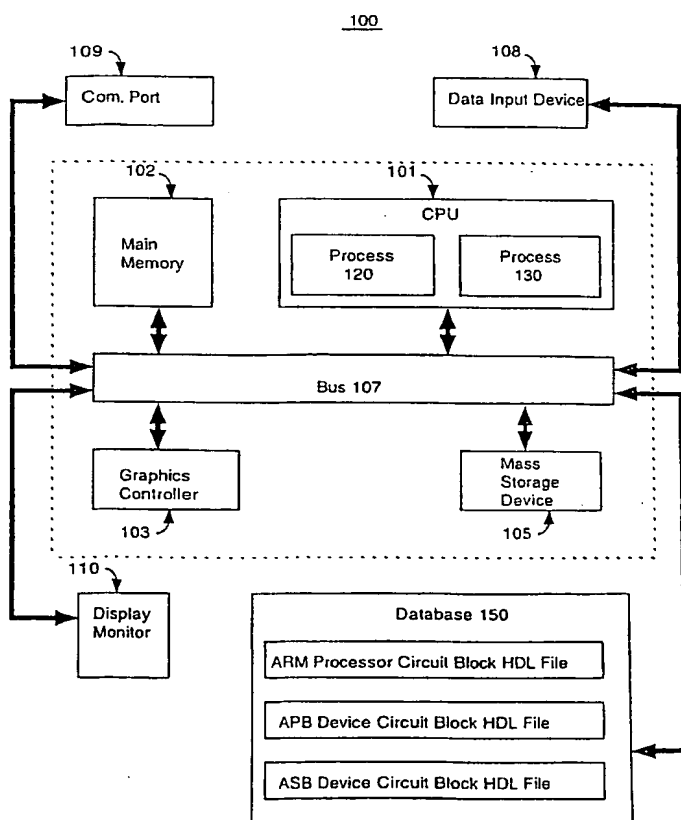 100
109
108
Com. Port
Data Input Device
102
101
Main
Memory
CPU
Process
120
Process
130
Bus 107
Graphics
Controller
Mass
Storage
Device
103
105
110
Display
Monitor
Database 150
ARM Processor Circuit Block HDL File
APB Device Circuit Block HDL File
ASB Device Circuit Block HDL File